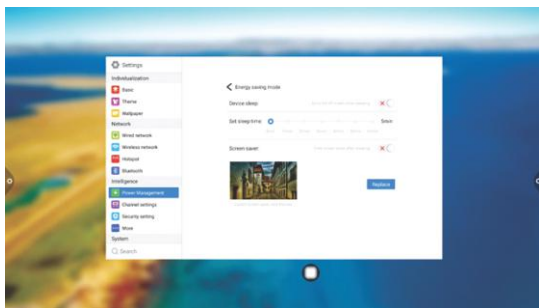 Settings
Individualization
Basic
Theme
Wallpaper
Network
Wired network
Wireless network
Hotspot
Bluetooth
Intelligence
Power Management
Channel settings
Security setting
More
System
Search
Energy saving mode
Device sleep
Set sleep time
5min
Screen saver
Replace